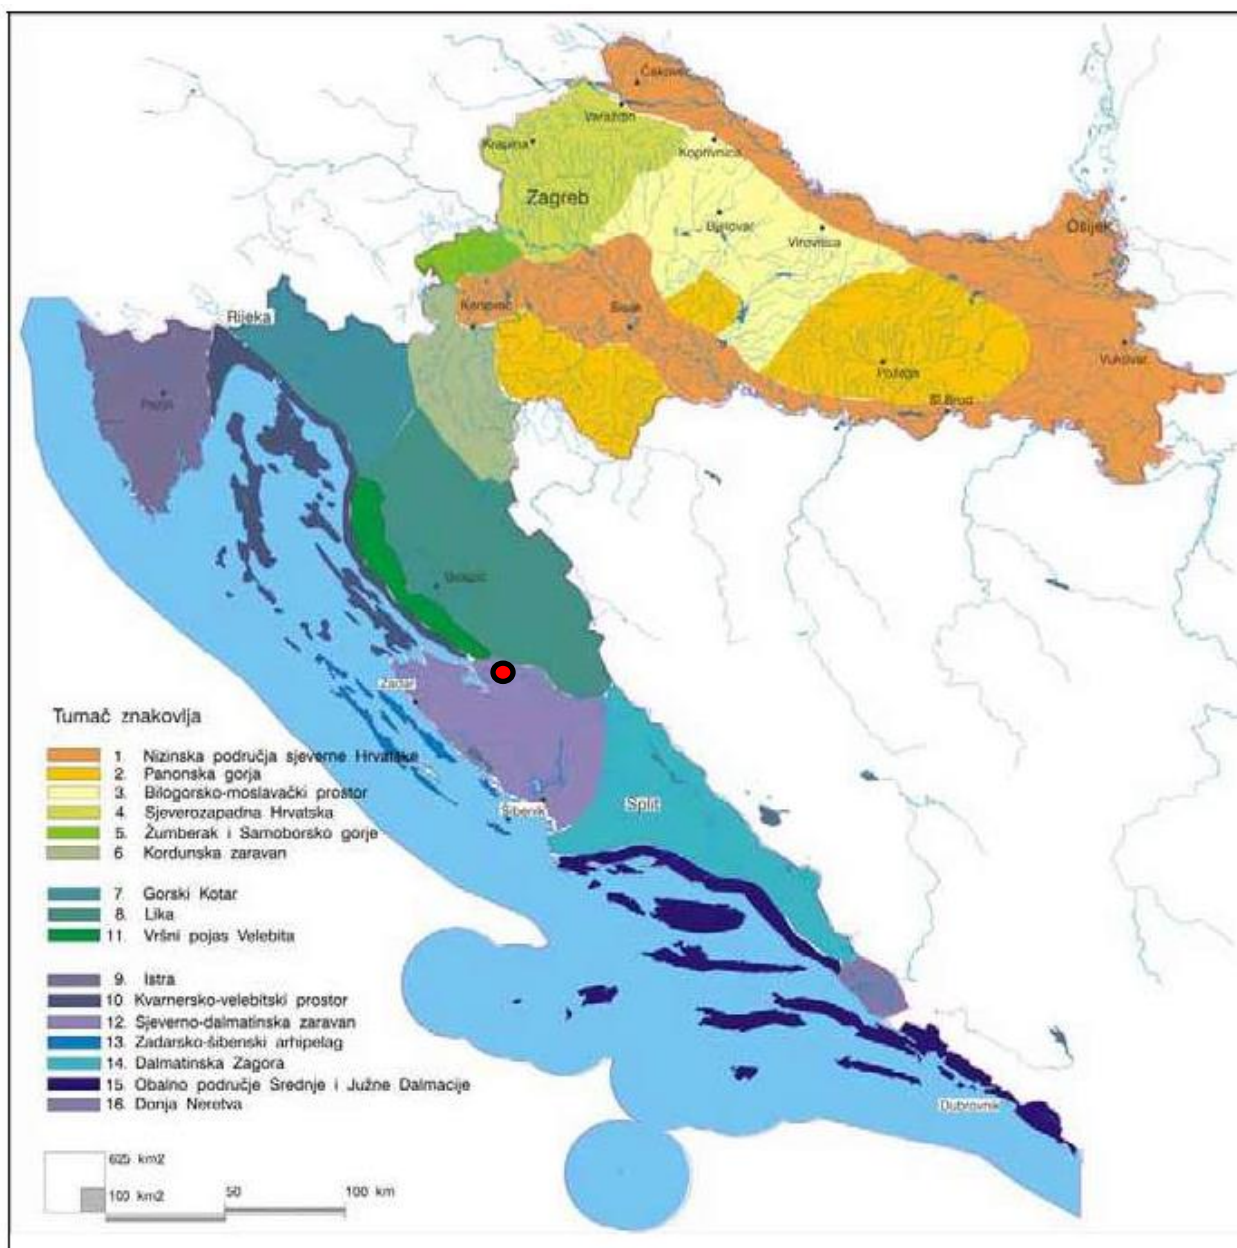 Čakovec
Varaždin
Krapina
Koprivnica
Zagreb
Bjelovar
Virovitica
Osijek
Karlovac
Sisak
Rijeka
Vukovar
Požega
Sl.Brod
Pazin
Gospić
Zadar
Šibenik
Split
Dubrovnik
Tumač znakovlja
1. Nizinska područja sjeverne Hrvatske
2. Panonska gorja
3. Bilogorsko-moslavački prostor
4. Sjeverozapadna Hrvatska
5. Žumberak i Samoborsko gorje
6. Kordunska zaravan
7. Gorski Kotar
8. Lika
11. Vršni pojas Velebita
9. Istra
10 Kvarnersko-velebitski prostor
12. Sjeverno-dalmatinska zaravan
13. Zadarsko-šibenski arhipelag
14. Dalmatinska Zagora
15. Obalno područje Srednje i Južne Dalmacije
16. Donja Neretva
625 km2
100 km2 50 100 km